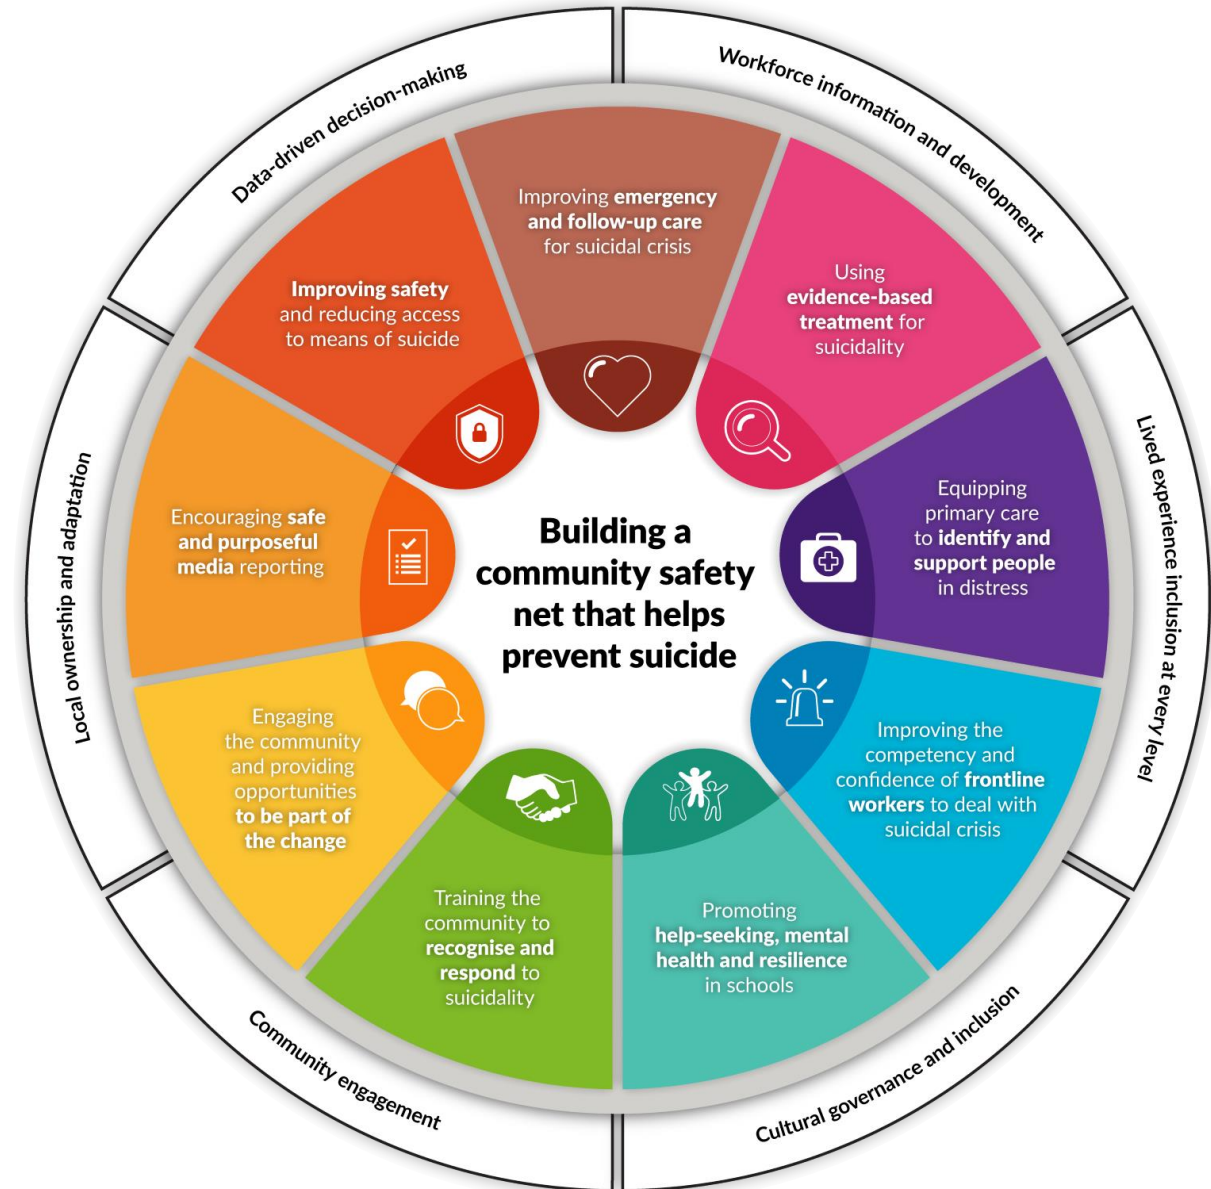 Data-driven decision-making
Workforce information and development
Lived experience inclusion at every level
Cultural governance and inclusion
Community engagement
Local ownership and adaptation
Improving emergency
and follow-up care
for suicidal crisis
Using
evidence-based
treatment for
suicidality
Equipping
primary care
to identify and
support people
in distress
Improving the
competency and
confidence of frontline
workers to deal with
suicidal crisis
Promoting
help-seeking, mental
health and resilience
in schools
Training the
community to
recognise and
respond to
suicidality
Engaging
the community
and providing
opportunities
to be part of
the change
Encouraging safe
and purposeful
media reporting
Improving safety
and reducing access
to means of suicide
Building a
community safety
net that helps
prevent suicide